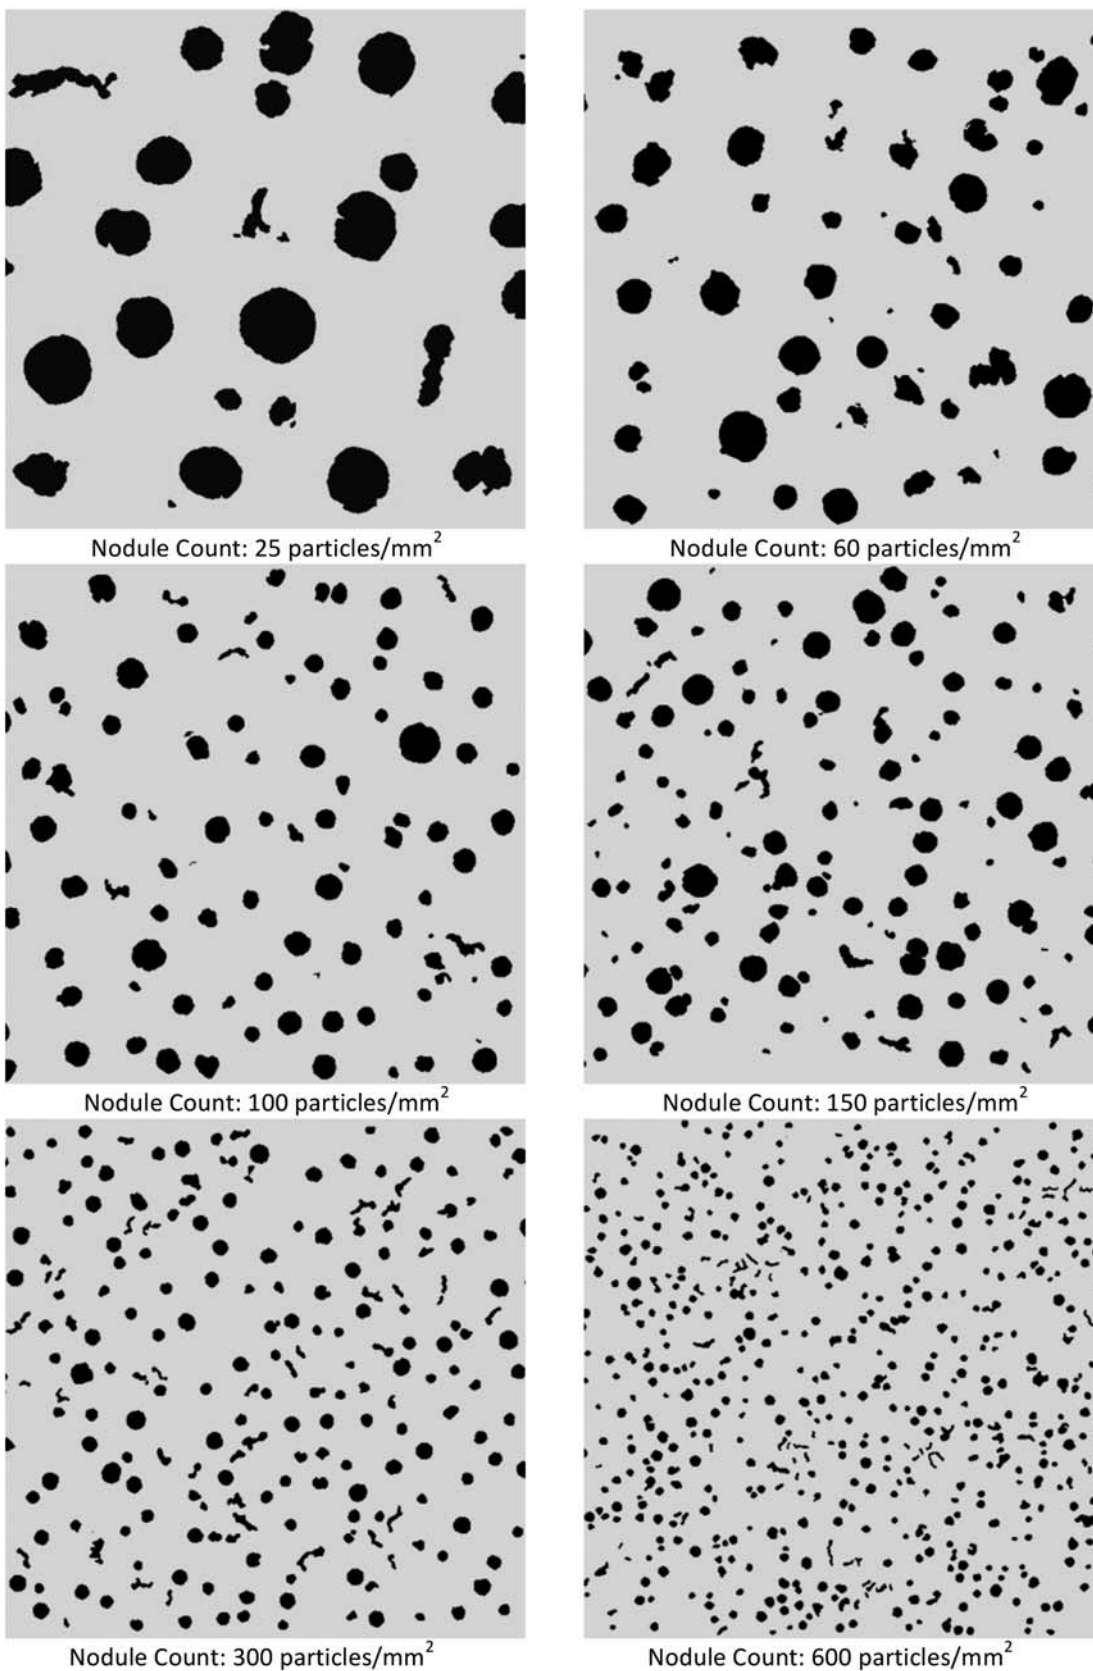 Nodule Count: 25 particles/mm²
Nodule Count: 60 particles/mm²
Nodule Count: 100 particles/mm²
Nodule Count: 150 particles/mm²
Nodule Count: 300 particles/mm²
Nodule Count: 600 particles/mm²